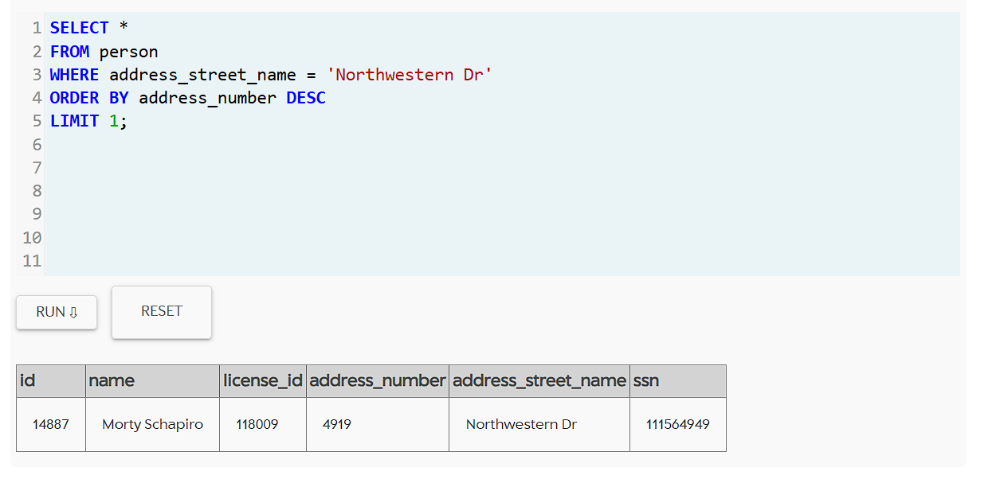 1 SELECT *
2 FROM person
3 WHERE address_street_name = 'Northwestern Dr'
4 ORDER BY address_number DESC
5 LIMIT 1;
6
7
8
9
10
11
RUN ⇩ RESET
id name license_id address_number address_street_name ssn
14887 Morty Schapiro 118009 4919 Northwestern Dr 111564949